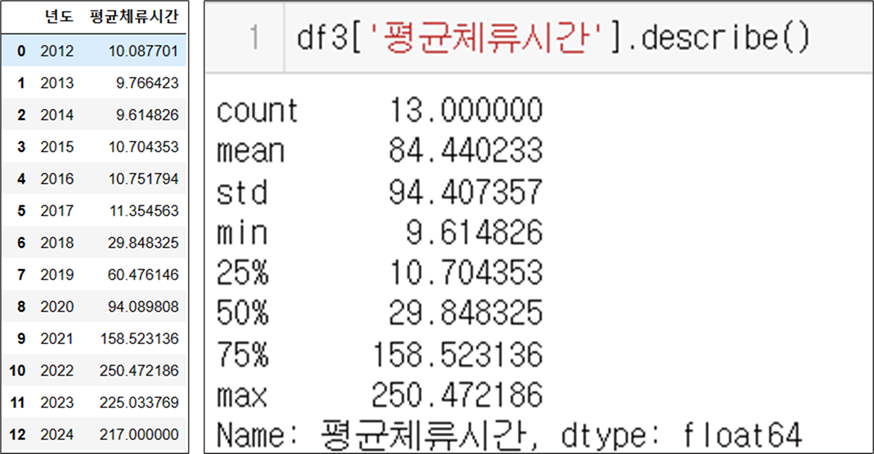 년도 평균체류시간
0 2012 10.087701
1 2013 9.766423
2 2014 9.614826
3 2015 10.704353
4 2016 10.751794
5 2017 11.354563
6 2018 29.848325
7 2019 60.476146
8 2020 94.089808
9 2021 158.523136
10 2022 250.472186
11 2023 225.033769
12 2024 217.000000
1 df3['평균체류시간'].describe()
count 13.000000
mean 84.440233
std 94.407357
min 9.614826
25% 10.704353
50% 29.848325
75% 158.523136
max 250.472186
Name: 평균체류시간, dtype: float64